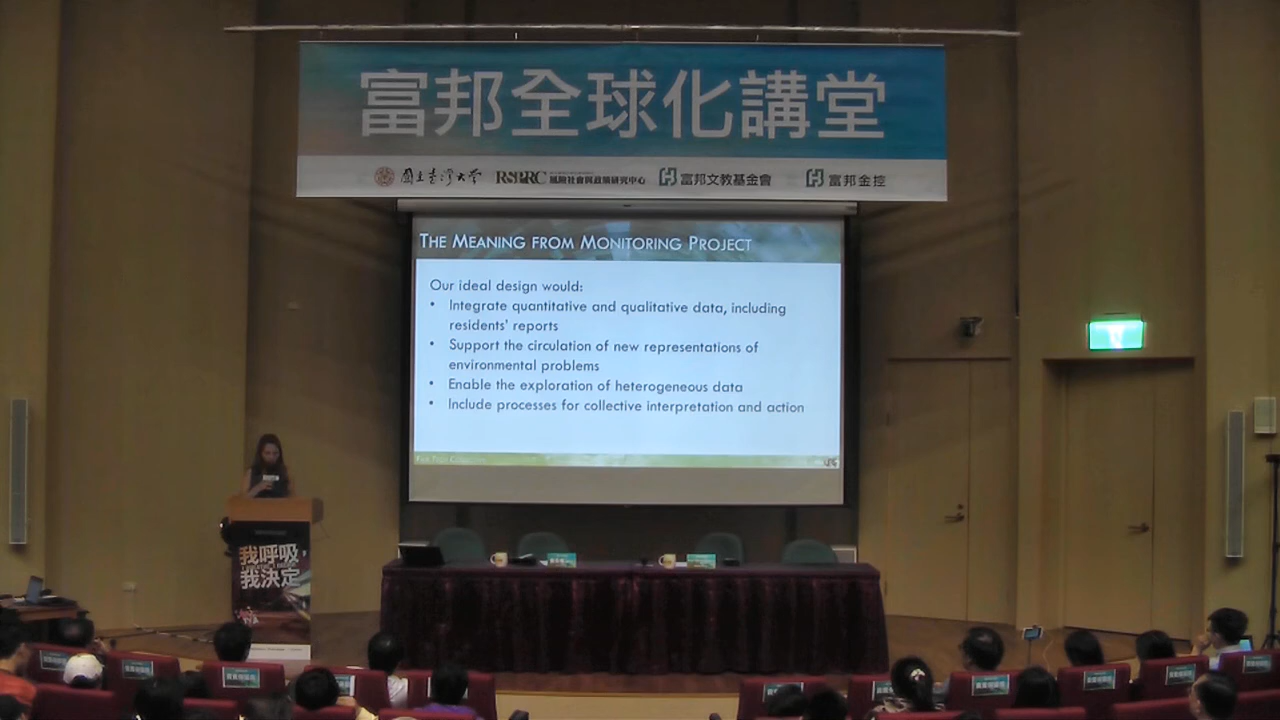 富邦全球化講堂
國立臺灣大學 RSPRC 風險社會與政策研究中心 富邦文教基金會 富邦金控
THE MEANING FROM MONITORING PROJECT
Our ideal design would:
• Integrate quantitative and qualitative data, including
residents' reports
• Support the circulation of new representations of
environmental problems
• Enable the exploration of heterogeneous data
• Include processes for collective interpretation and action
我呼吸,
我決定